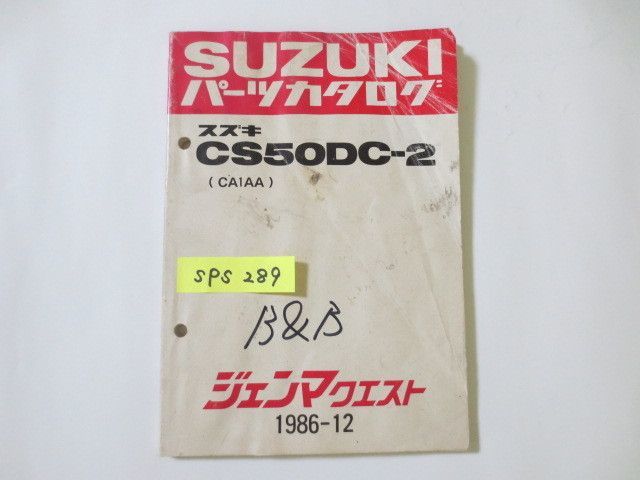 SUZUKI
パーツカタログ
スズキ
CS50DC-2
(CA1AA)
SPS 289
B&B
ジェンマクエスト
1986-12